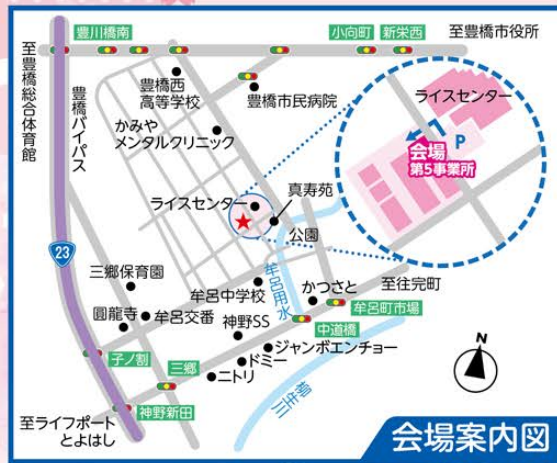 豊川橋南
小向町
新栄西
至豊橋市役所
至豊橋総合体育館
豊橋バイパス
豊橋西
高等学校
豊橋市民病院
かみや
メンタルクリニック
ライスセンター
P
会場
第5事業所
ライスセンター
真寿苑
公園
23
三郷保育園
牟呂中学校
牟呂用水
かつさと
至往完町
牟呂町市場
圓龍寺
牟呂交番
神野SS
中道橋
ジャンボエンチョー
子ノ割
三郷
ドミー
ニトリ
柳生川
N
神野新田
至ライフポート
とよはし
会場案内図